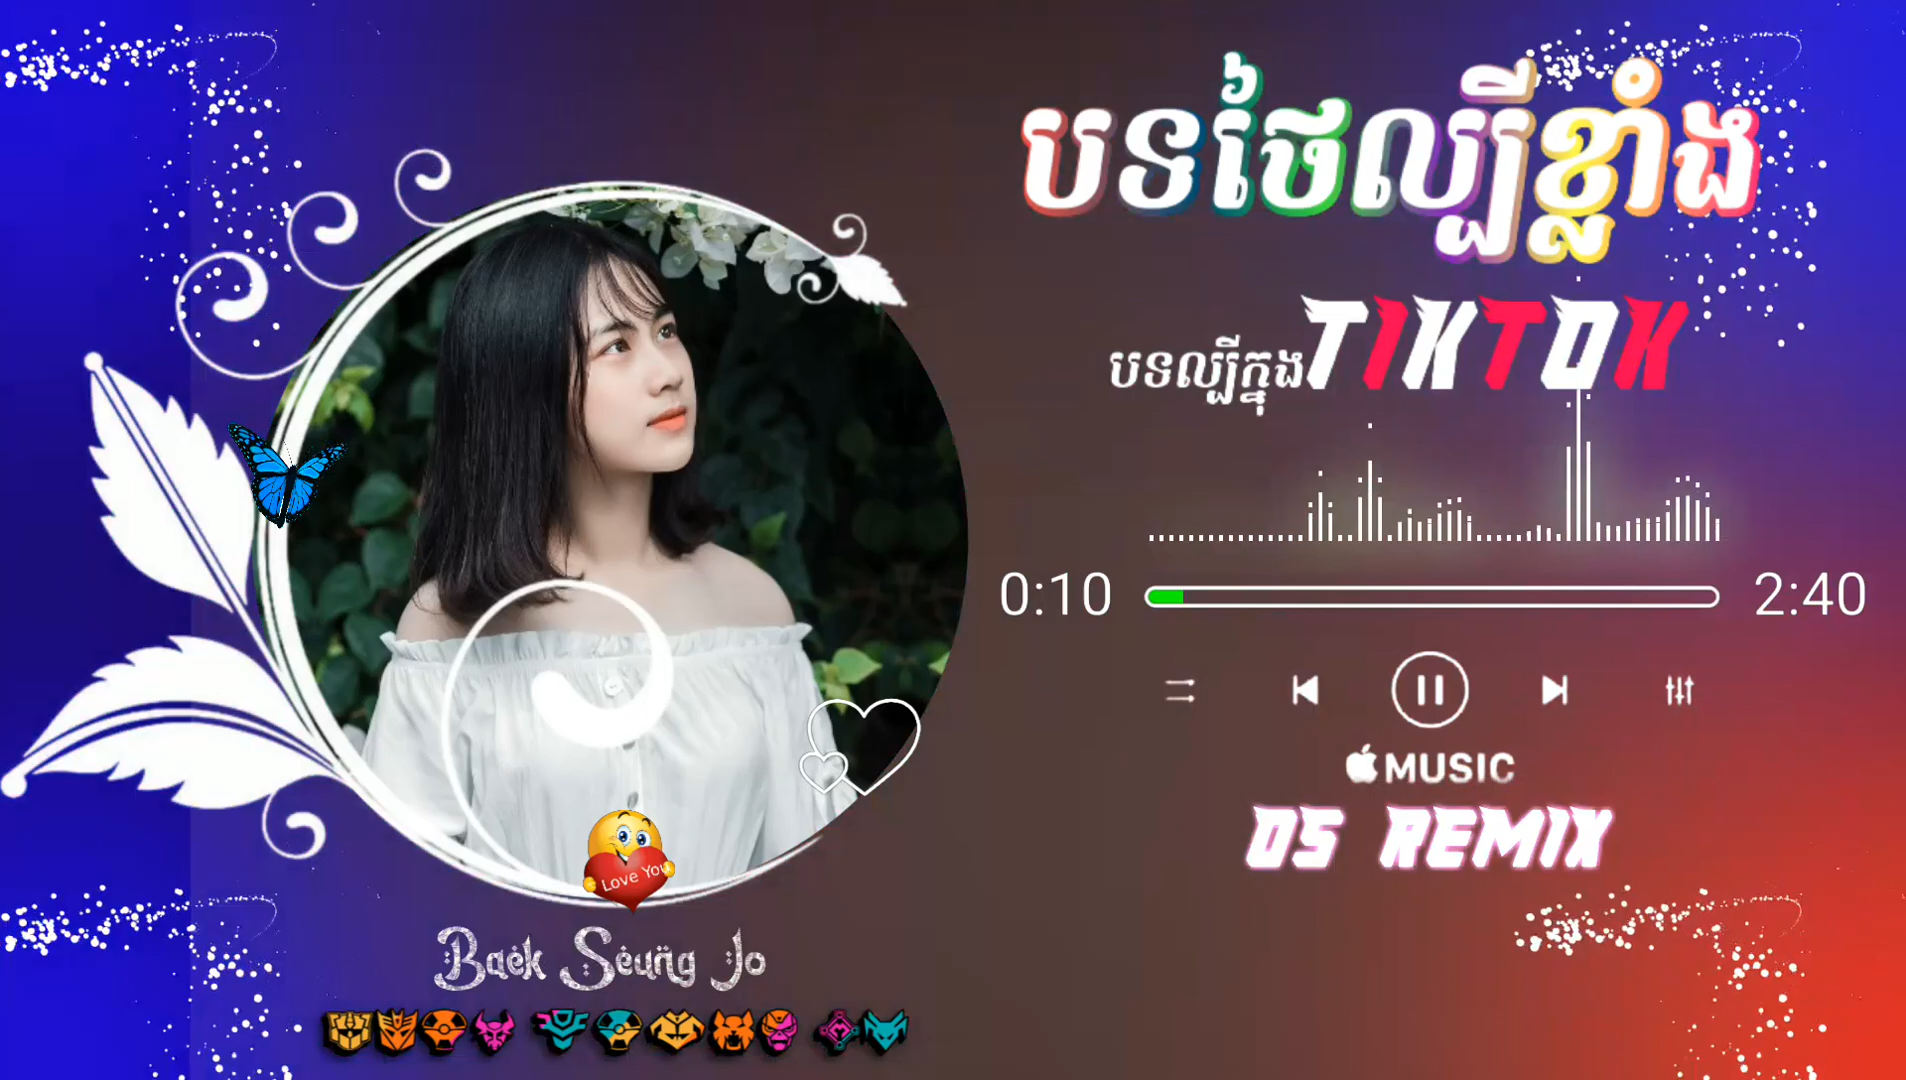 បទថៃល្បីខ្លាំង
បទល្បីក្នុងTIKTOK
0:10 2:40
MUSIC
DS REMIX
Love You
Baek Seung Jo